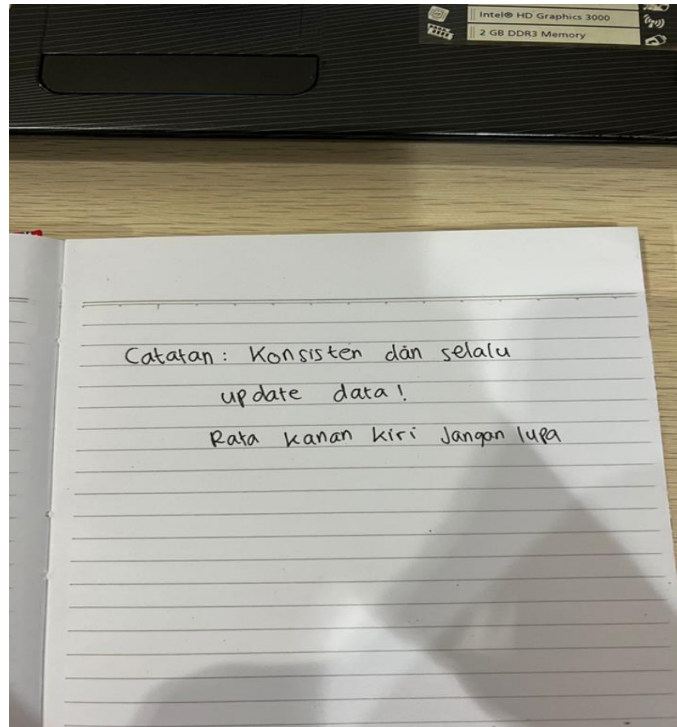 Intel® HD Graphics 3000
2 GB DDR3 Memory
Catatan : Konsisten dan selalu
update data!
Rata kanan kiri Jangan lupa